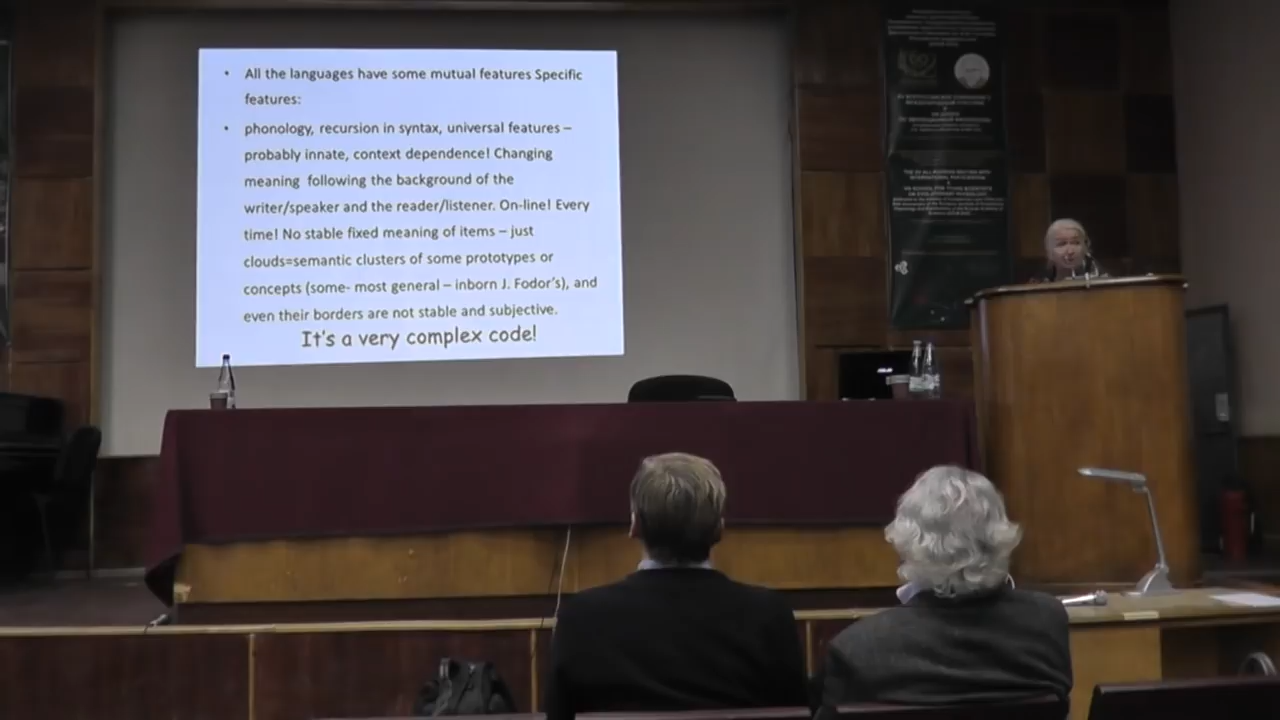 • All the languages have some mutual features Specific
features:
• phonology, recursion in syntax, universal features –
probably innate, context dependence! Changing
meaning following the background of the
writer/speaker and the reader/listener. On-line! Every
time! No stable fixed meaning of items – just
clouds=semantic clusters of some prototypes or
concepts (some- most general – inborn J. Fodor's), and
even their borders are not stable and subjective.
It's a very complex code!